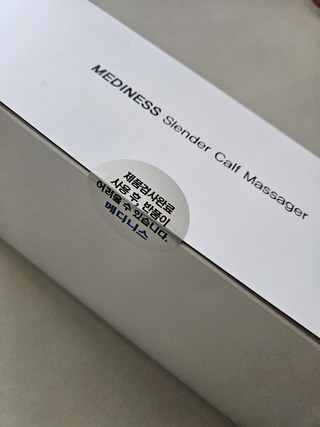 MEDINESS Slender Calf Massager
제품검사완료
사용 후, 반품이
어려울 수 있습니다.
메디니스